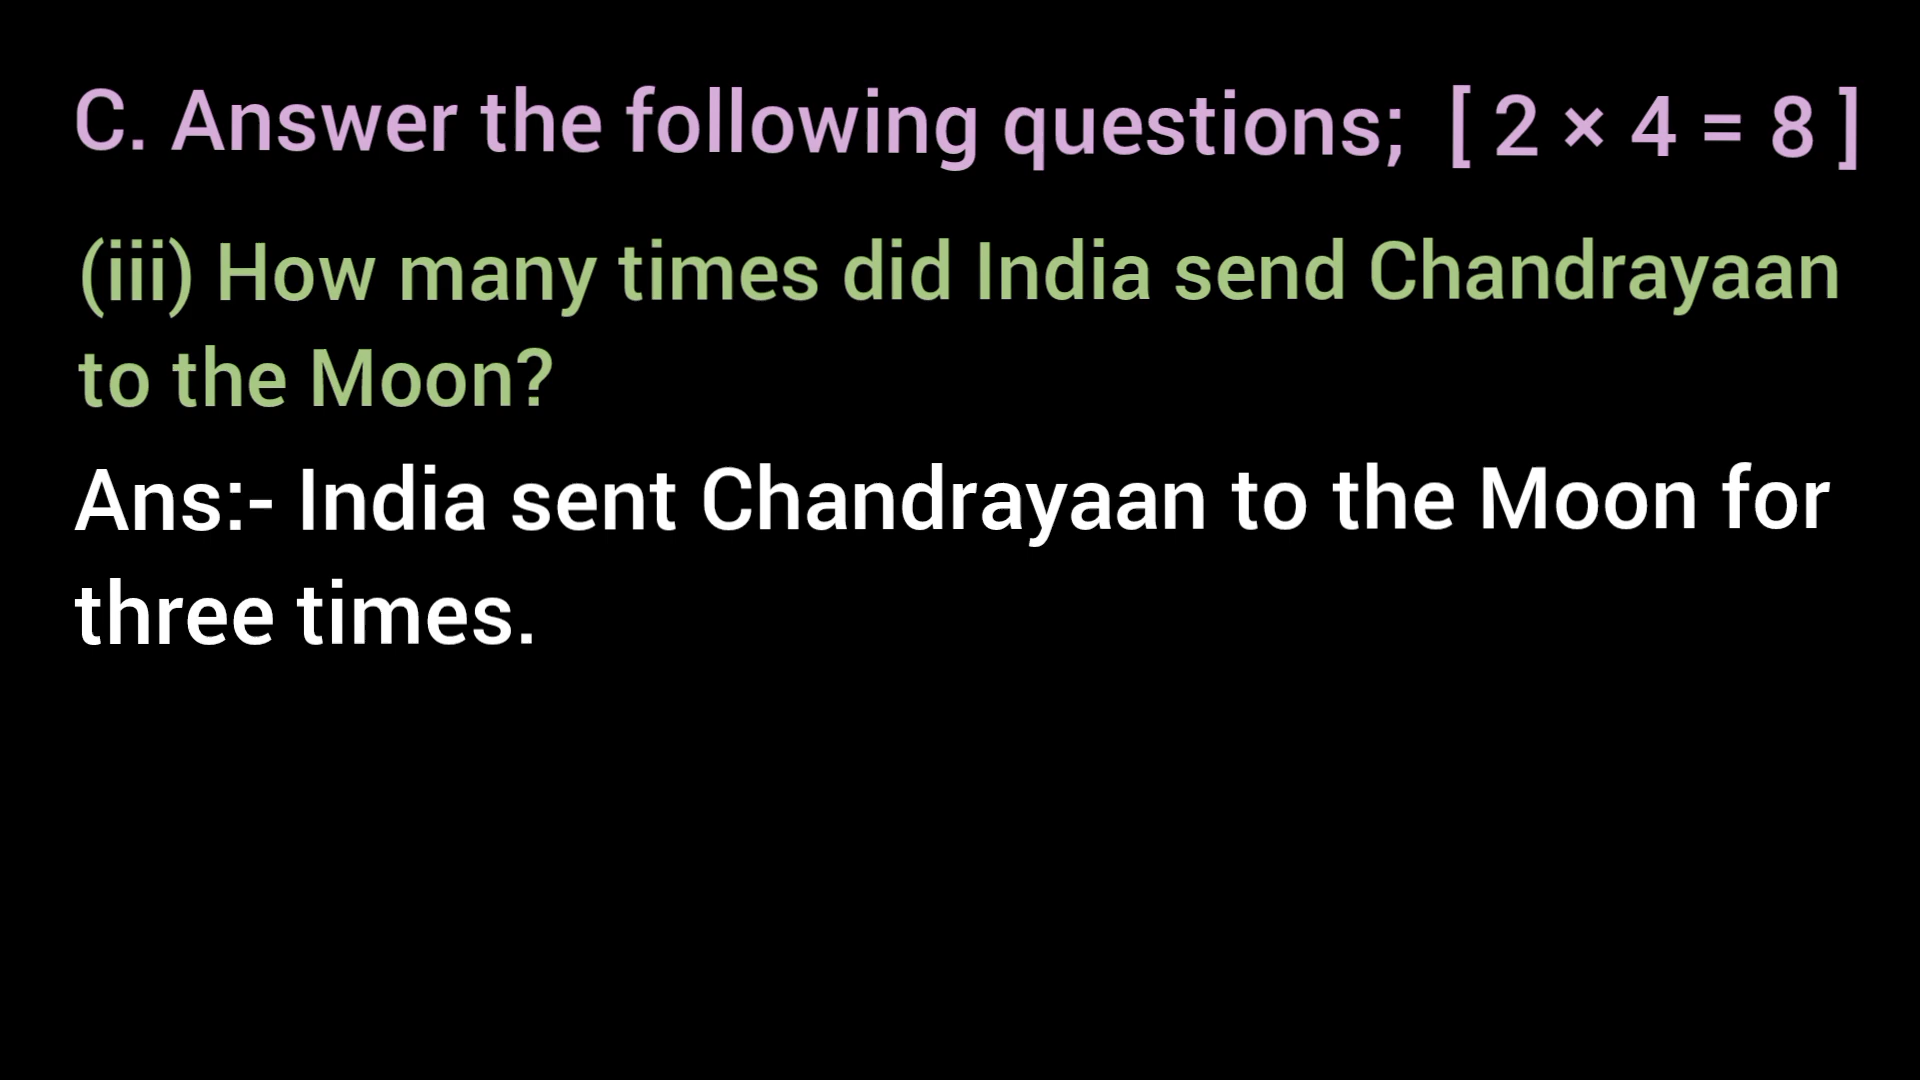 C. Answer the following questions; [ 2 × 4 = 8 ]
(iii) How many times did India send Chandrayaan
to the Moon?
Ans:- India sent Chandrayaan to the Moon for
three times.